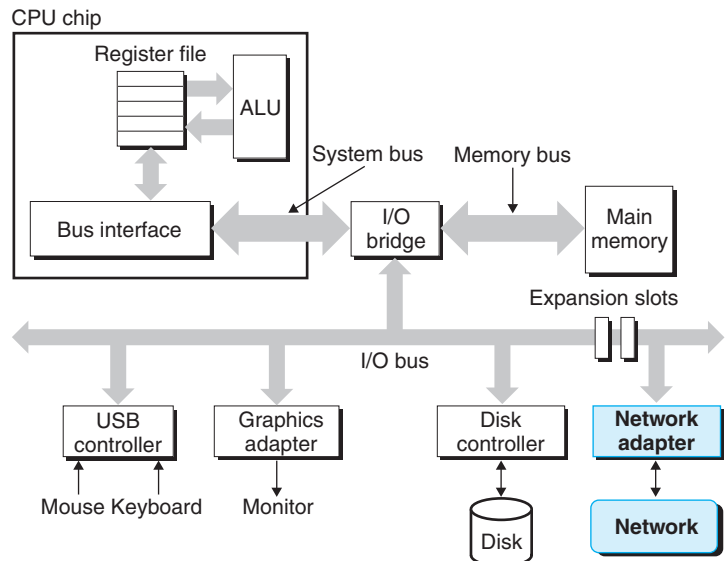 CPU chip
Register file
ALU
System bus
Memory bus
Bus interface
I/O
bridge
Main
memory
Expansion slots
I/O bus
USB
controller
Graphics
adapter
Disk
controller
Network
adapter
Mouse Keyboard
Monitor
Disk
Network